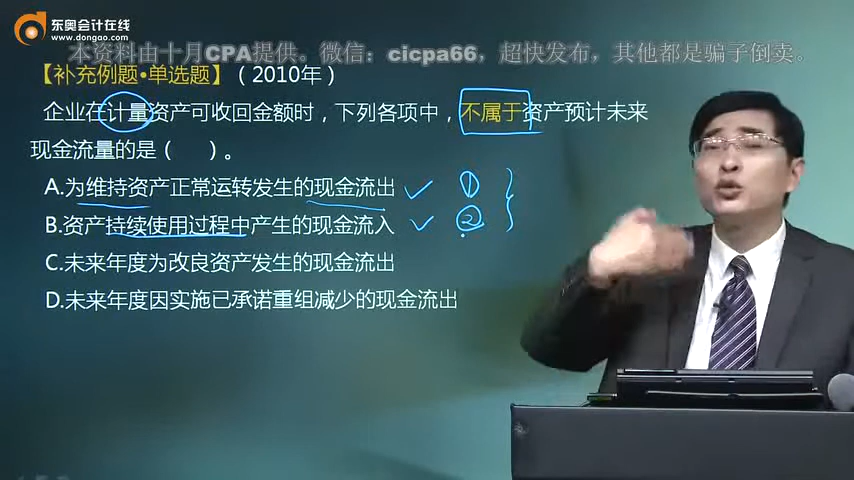 东奥会计在线
www.dongao.com
本资料由十月CPA提供。微信：cicpa66，超快发布，其他都是骗子倒卖。
【补充例题•单选题】（2010年）
企业在计量资产可收回金额时，下列各项中，不属于资产预计未来
现金流量的是（ ）。
A.为维持资产正常运转发生的现金流出 ①
B.资产持续使用过程中产生的现金流入 ②
C.未来年度为改良资产发生的现金流出
D.未来年度因实施已承诺重组减少的现金流出